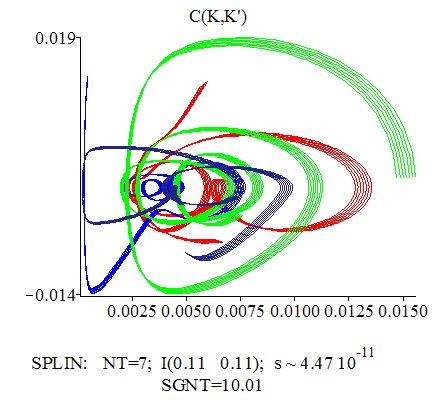 C(K,K')
0.019
-0.014
0.0025 0.0050 0.0075 0.0100 0.0125 0.0150
SPLIN: NT=7; I(0.11 0.11); s ~ 4.47 10^-11
SGNT=10.01